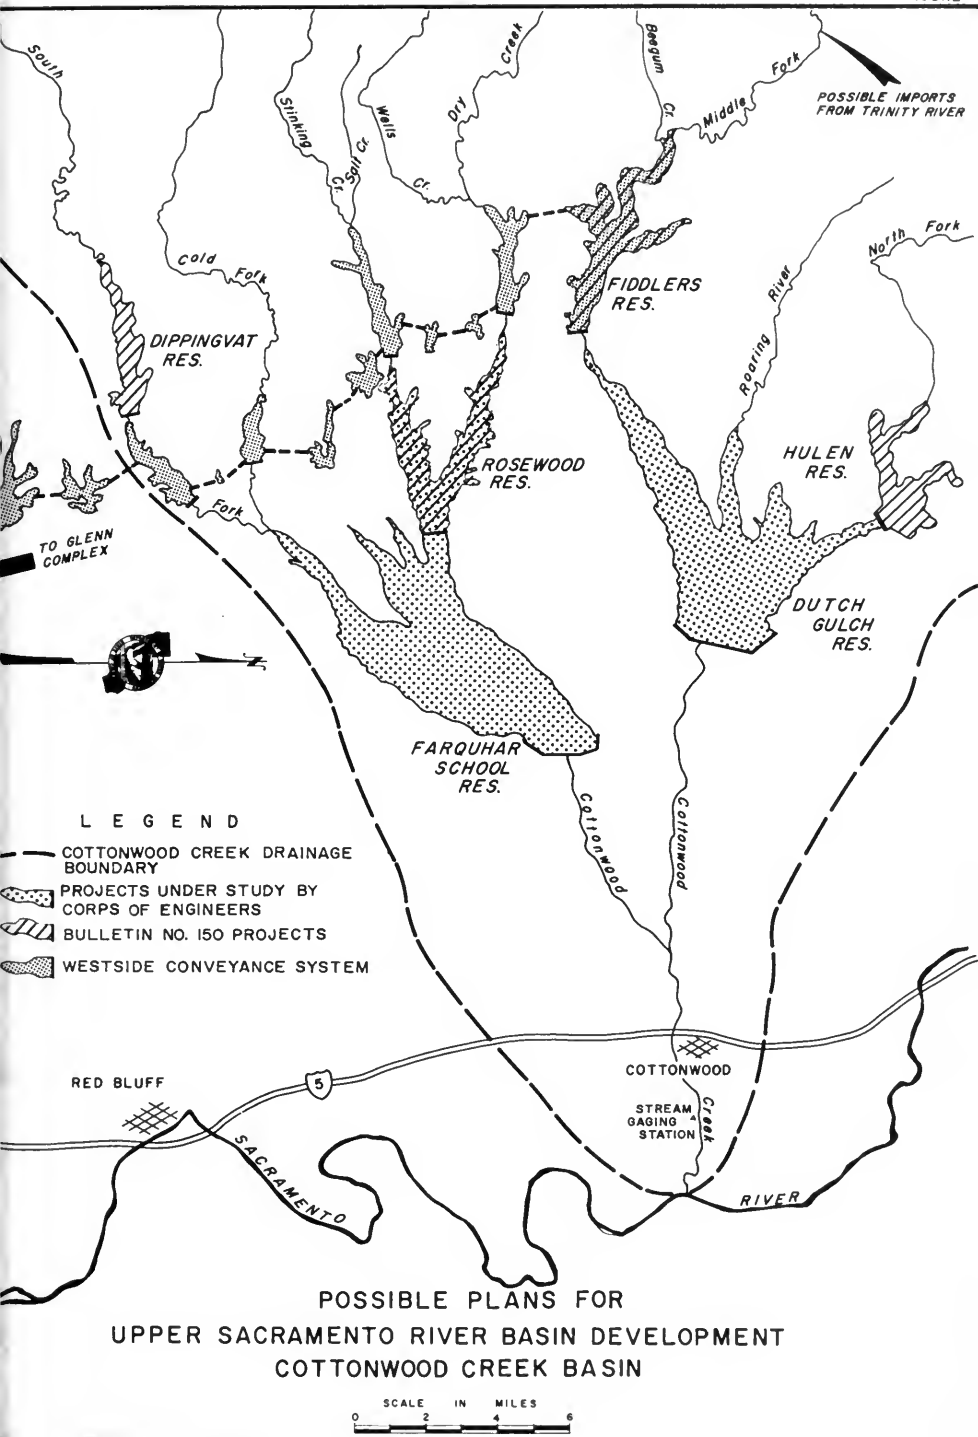 South
Cold
Fork
Stinking
Cr.
Salt Cr.
Wells
Cr.
Dry
Creek
Beegum
Cr.
Middle
Fork
POSSIBLE IMPORTS
FROM TRINITY RIVER
North Fork
Roaring
River
FIDDLERS
RES.
DIPPINGVAT
RES.
HULEN
RES.
ROSEWOOD
RES.
Fork
TO GLENN
COMPLEX
DUTCH
GULCH
RES.
N
FARQUHAR
SCHOOL
RES.
Cottonwood
Cottonwood
LEGEND
COTTONWOOD CREEK DRAINAGE
BOUNDARY
PROJECTS UNDER STUDY BY
CORPS OF ENGINEERS
BULLETIN NO. 150 PROJECTS
WESTSIDE CONVEYANCE SYSTEM
RED BLUFF
5
COTTONWOOD
STREAM
GAGING
STATION
Creek
SACRAMENTO
RIVER
POSSIBLE PLANS FOR
UPPER SACRAMENTO RIVER BASIN DEVELOPMENT
COTTONWOOD CREEK BASIN
SCALE IN MILES
0 2 4 6